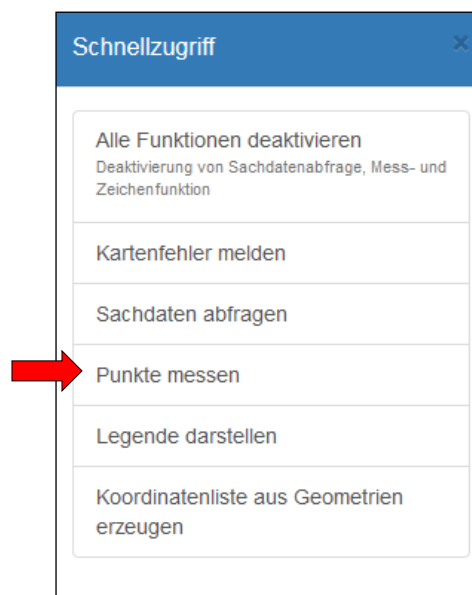 Schnellzugriff ×
Alle Funktionen deaktivieren
Deaktivierung von Sachdatenabfrage, Mess- und
Zeichenfunktion
Kartenfehler melden
Sachdaten abfragen
Punkte messen
Legende darstellen
Koordinatenliste aus Geometrien
erzeugen